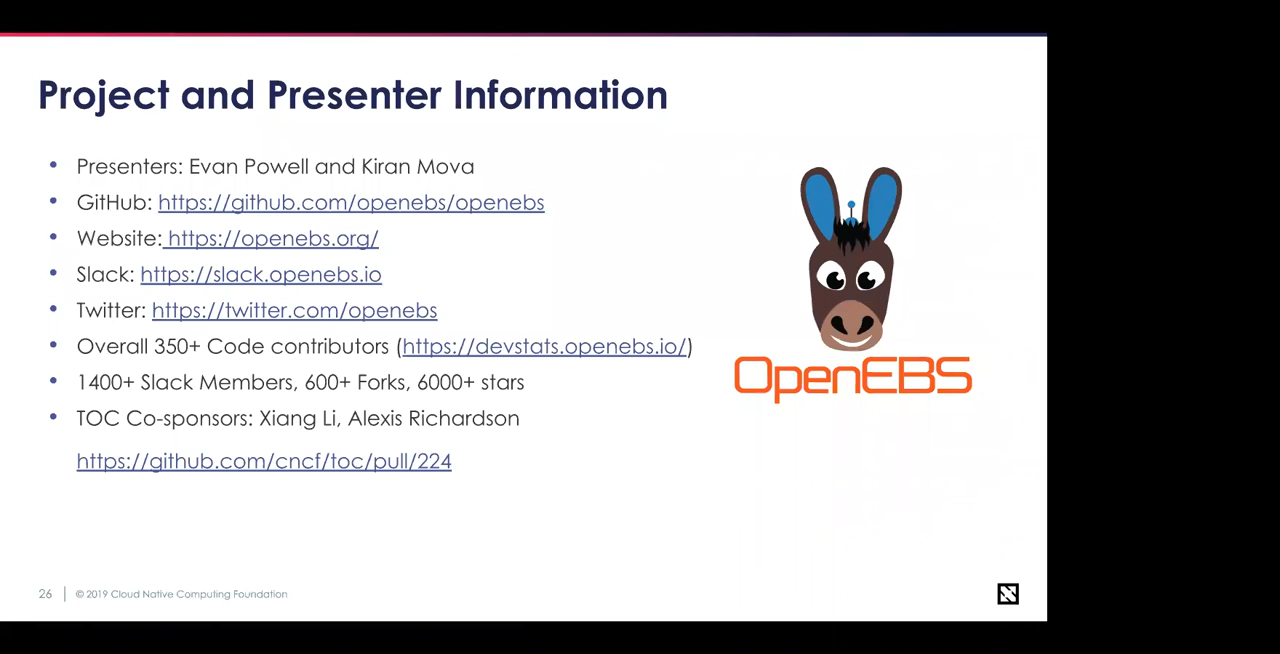 Project and Presenter Information
• Presenters: Evan Powell and Kiran Mova
• GitHub: https://github.com/openebs/openebs
• Website: https://openebs.org/
• Slack: https://slack.openebs.io
• Twitter: https://twitter.com/openebs
• Overall 350+ Code contributors (https://devstats.openebs.io/)
• 1400+ Slack Members, 600+ Forks, 6000+ stars
• TOC Co-sponsors: Xiang Li, Alexis Richardson
https://github.com/cncf/toc/pull/224
OpenEBS
26 | © 2019 Cloud Native Computing Foundation